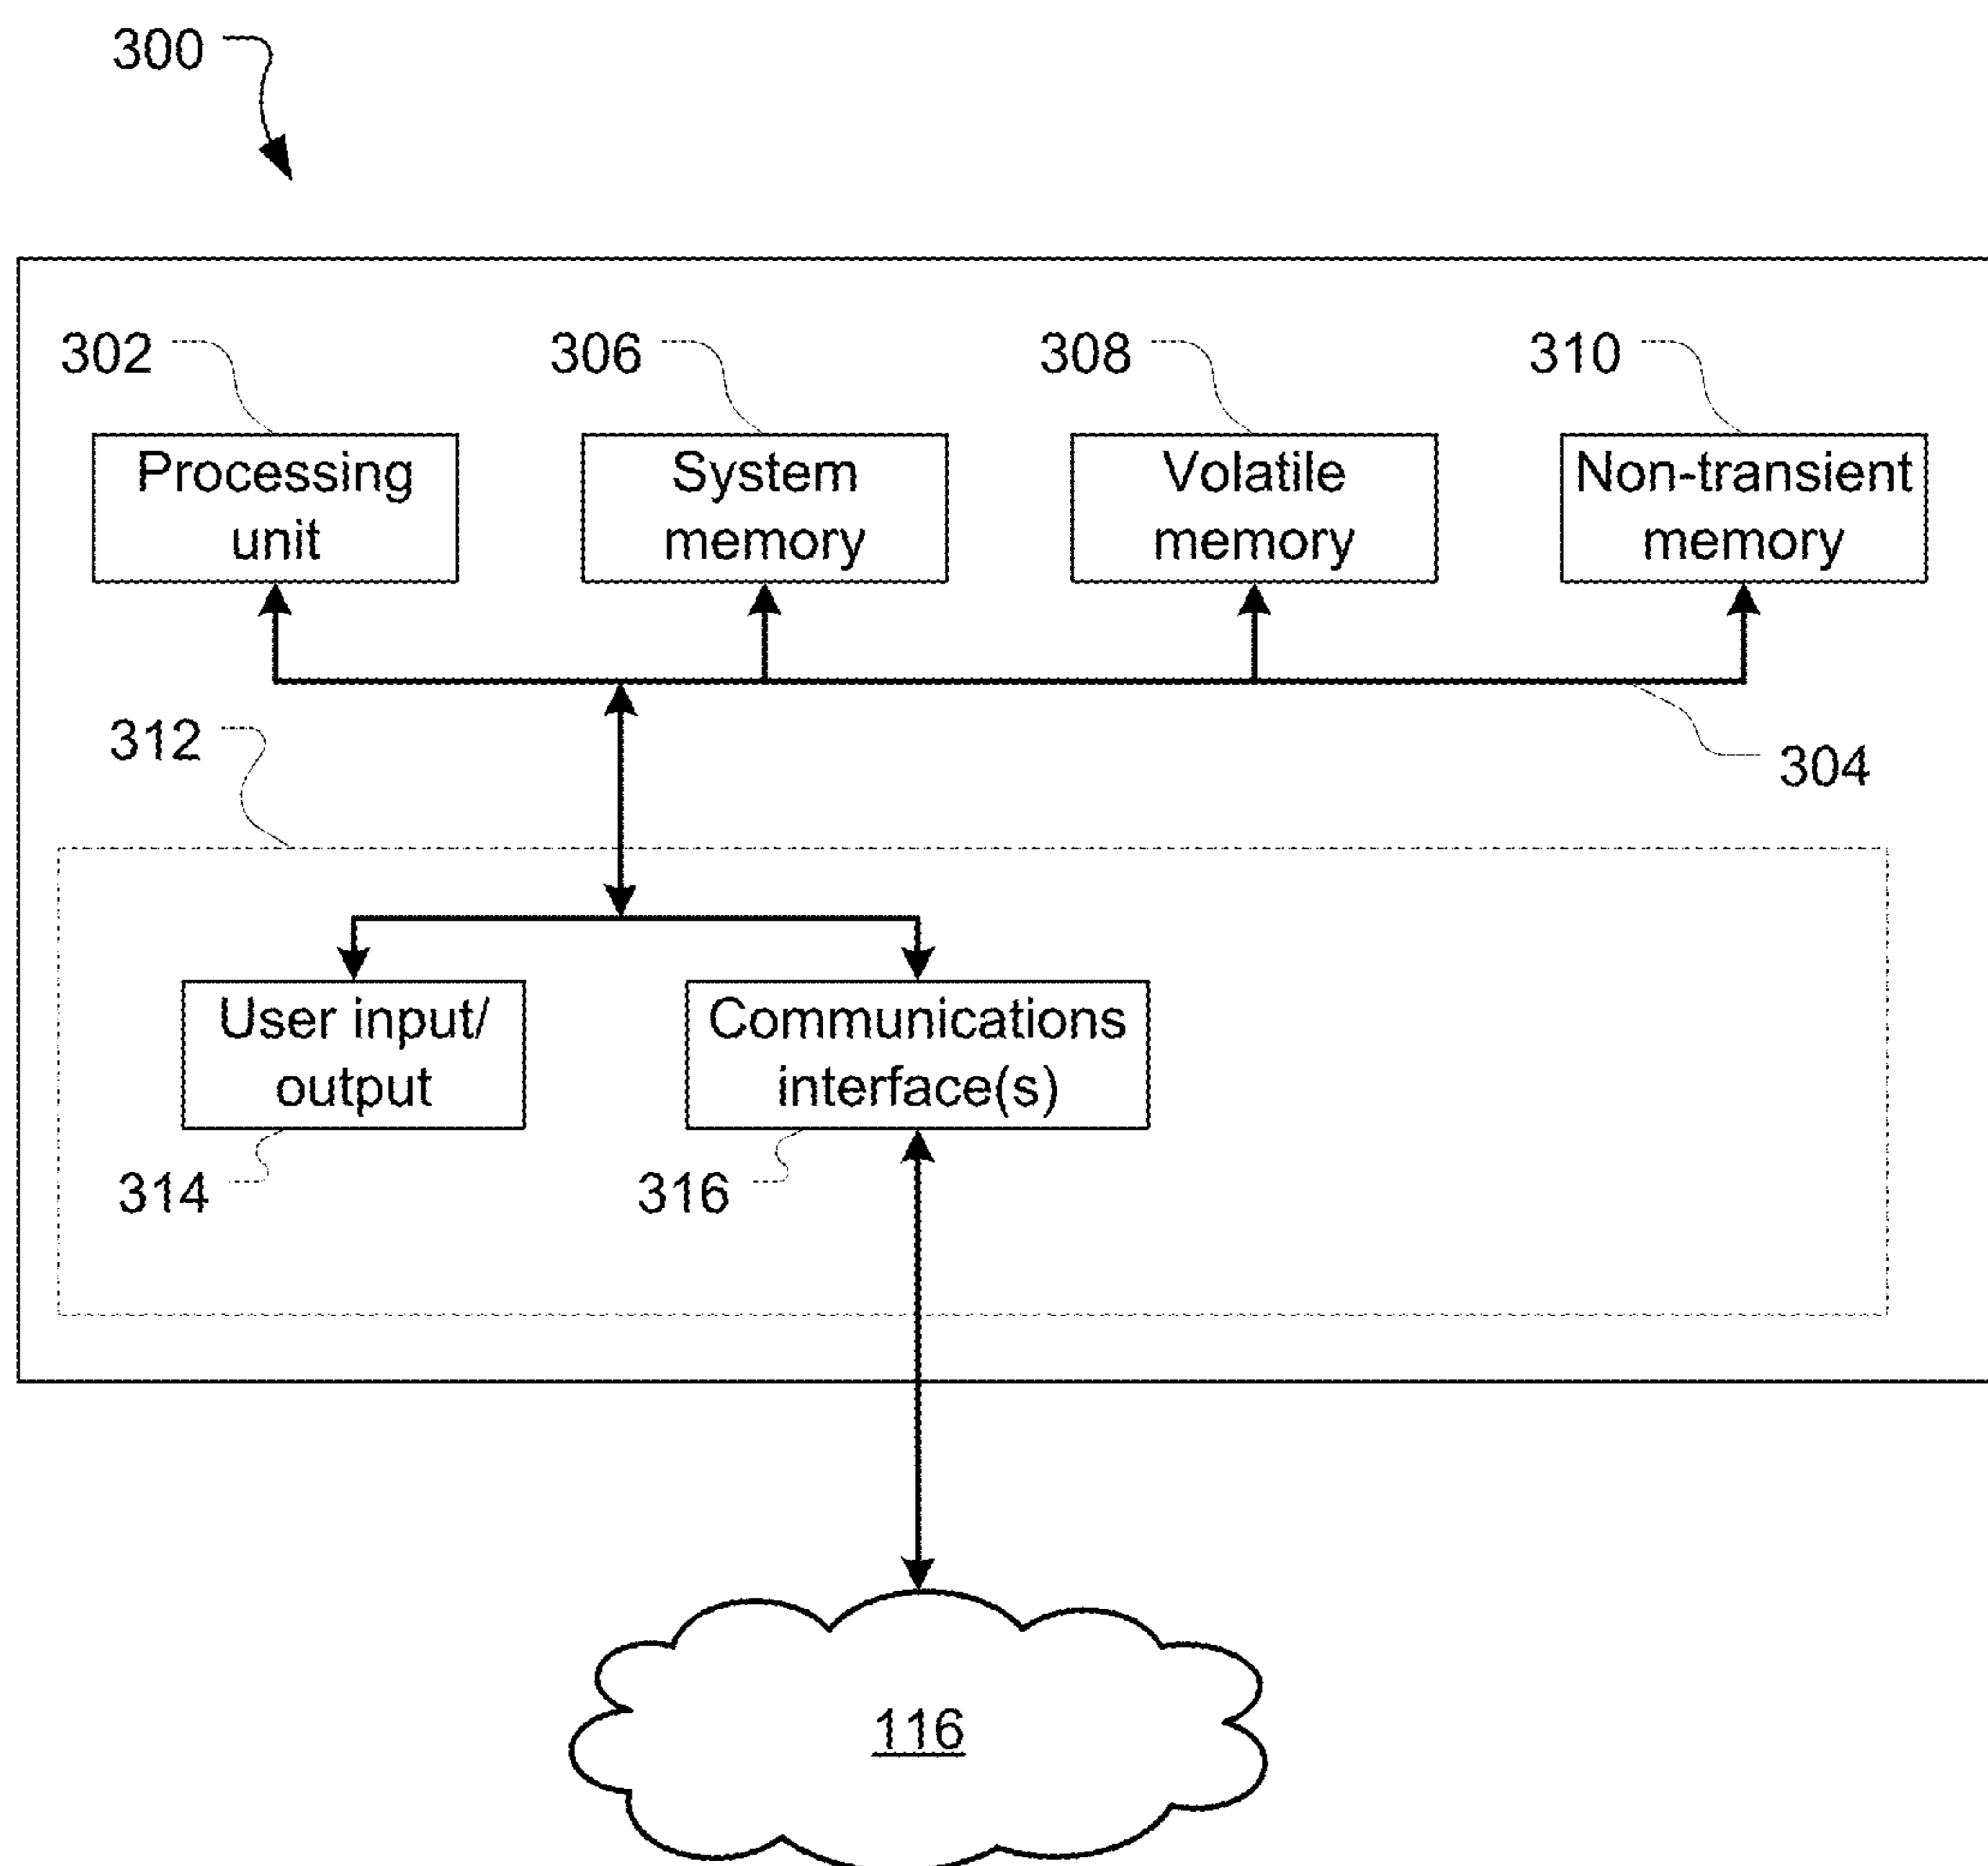 300
302
306
308
310
Processing
unit
System
memory
Volatile
memory
Non-transient
memory
312
304
User input/
output
Communications
interface(s)
314
316
116